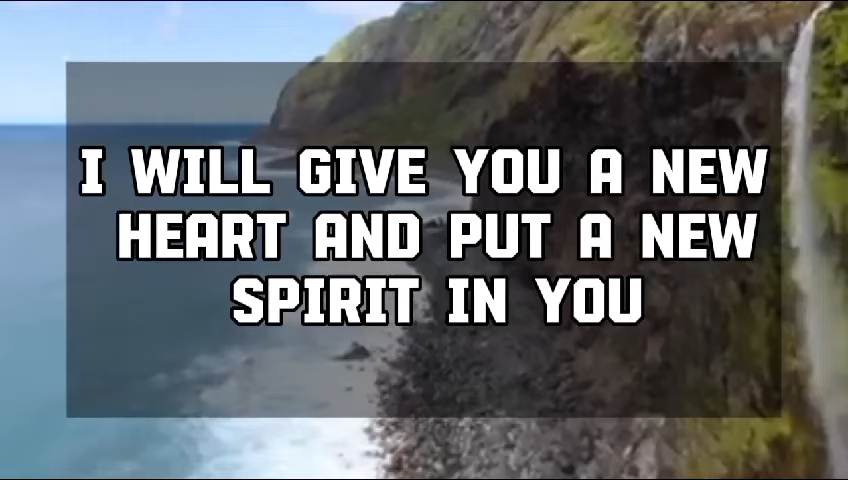 I WILL GIVE YOU A NEW
HEART AND PUT A NEW
SPIRIT IN YOU